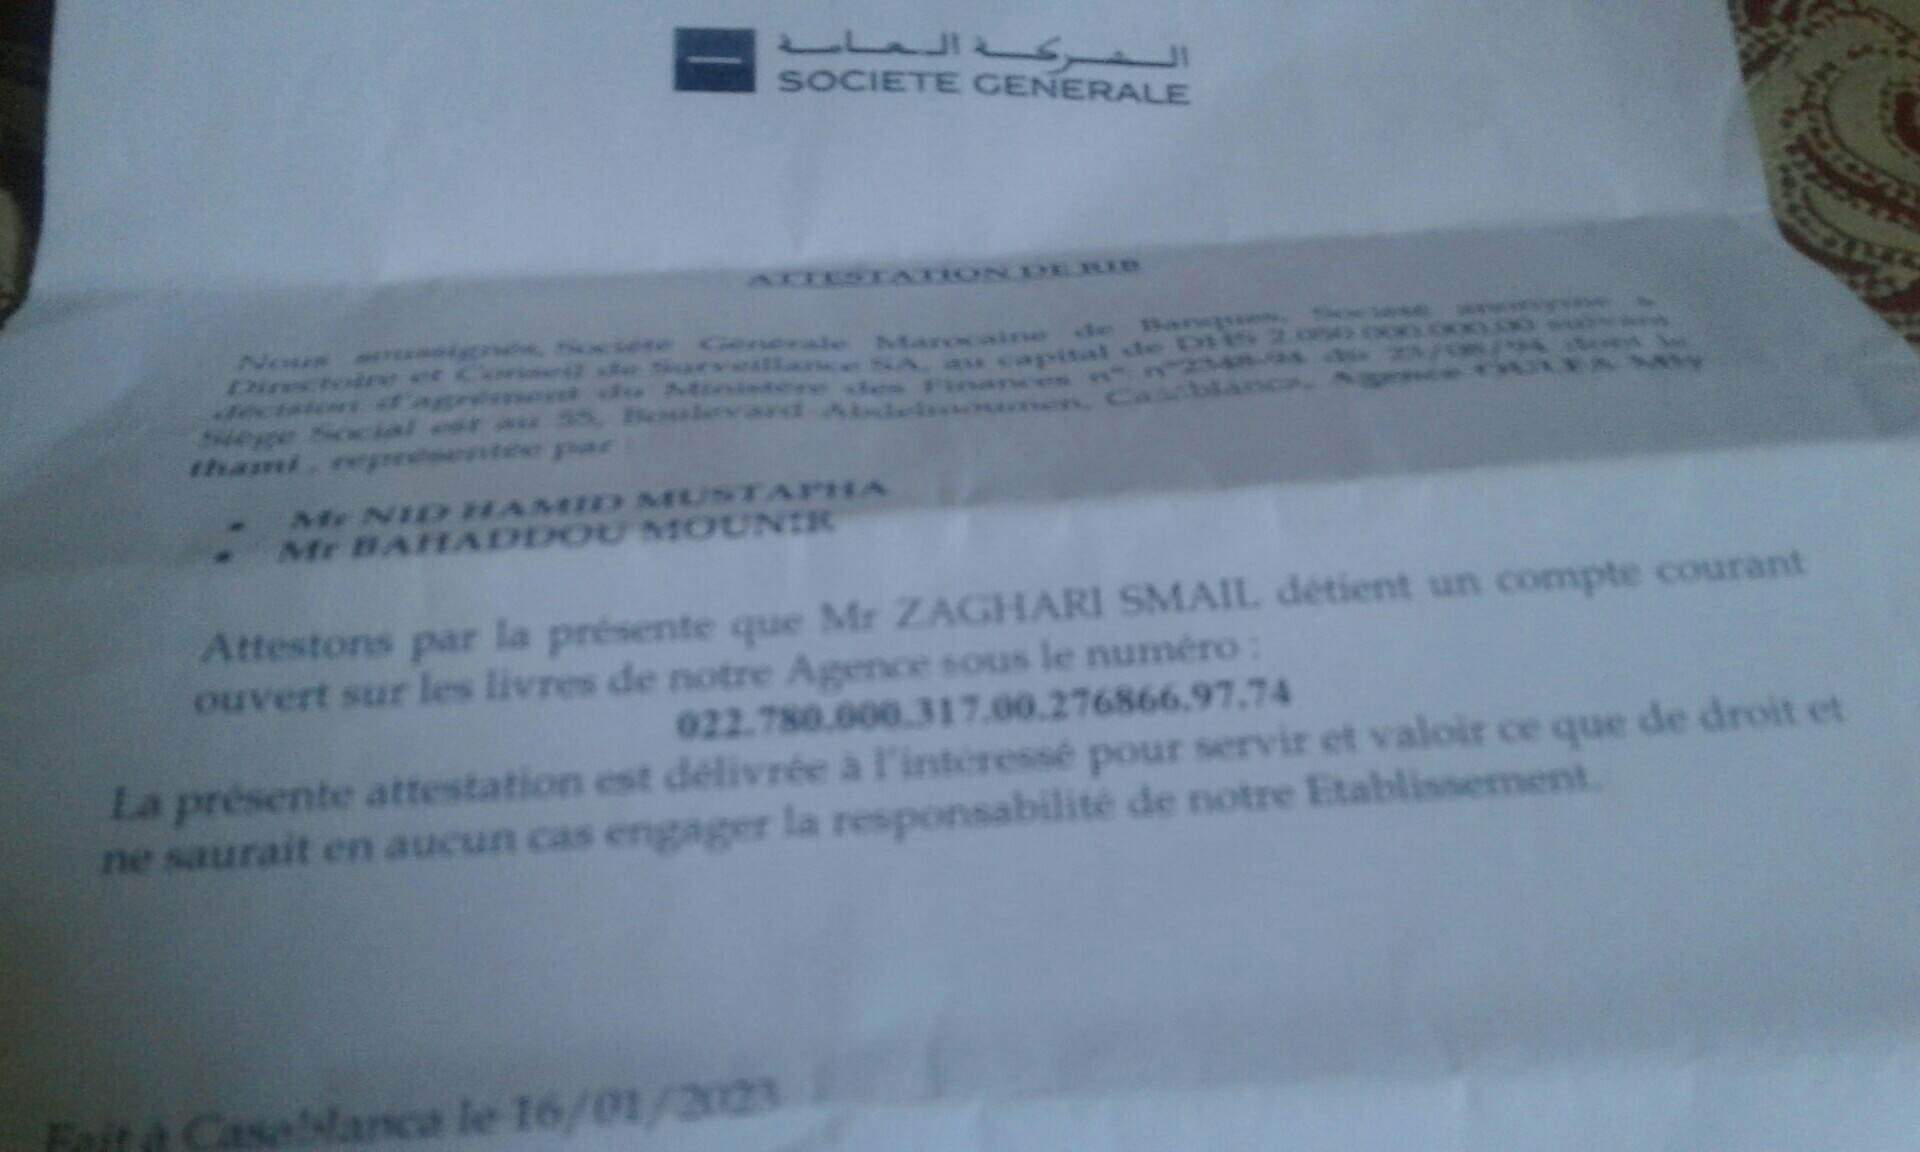 الشركة العامة
SOCIETE GENERALE
ATTESTATION DE RIB
Nous soussignés, Société Générale Marocaine de Banques, Société anonyme à
Directoire et Conseil de Surveillance SA, au capital de DHS 2.050 000.000,00 suivant
décision d'agrément du Ministère des Finances n° n°2348-94 du 23/08/94 dont le
Siège Social est au 55, Boulevard Abdelmoumen, Casablanca, Agence OULFA Mly
thami , représentée par :
• Mr NID HAMID MUSTAPHA
• Mr BAHADDOU MOUNIR
Attestons par la présente que Mr ZAGHARI SMAIL détient un compte courant
ouvert sur les livres de notre Agence sous le numéro :
022.780.000.317.00.276866.97.74
La présente attestation est délivrée à l'intéressé pour servir et valoir ce que de droit et
ne saurait en aucun cas engager la responsabilité de notre Etablissement.
Fait à Casablanca le 16/01/2023